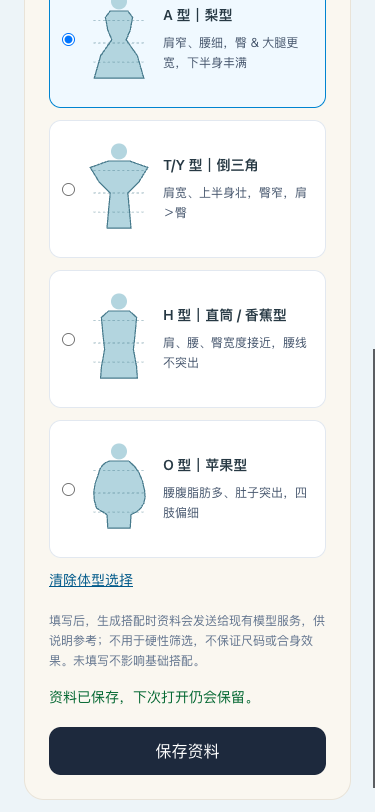 A 型｜梨型
肩窄、腰细，臀 & 大腿更
宽，下半身丰满
T/Y 型｜倒三角
肩宽、上半身壮，臀窄，肩
＞臀
H 型｜直筒 / 香蕉型
肩、腰、臀宽度接近，腰线
不突出
O 型｜苹果型
腰腹脂肪多、肚子突出，四
肢偏细
清除体型选择
填写后，生成搭配时资料会发送给现有模型服务，供
说明参考；不用于硬性筛选，不保证尺码或合身效
果。未填写不影响基础搭配。
资料已保存，下次打开仍会保留。
保存资料